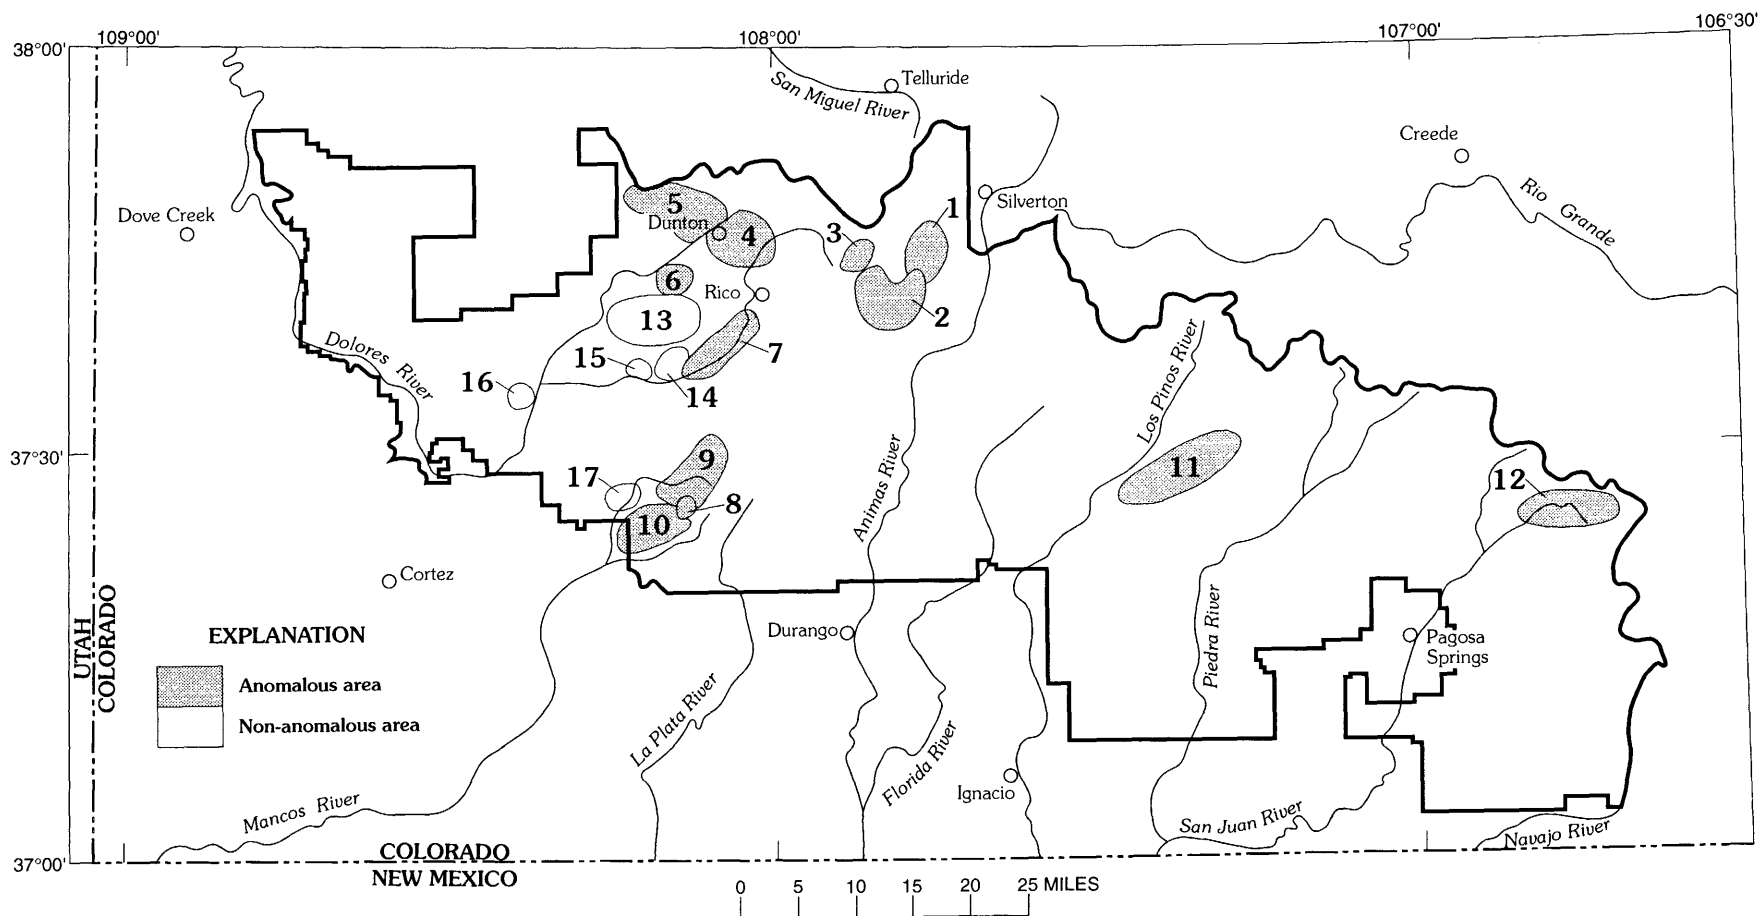 109°00'
108°00'
107°00'
106°30'
38°00'
Telluride
San Miguel River
Creede
Rio Grande
Silverton
Dove Creek
5
Dunton
4
3
1
6
Rico
13
2
Dolores River
15
7
16
14
Los Pinos River
37°30'
9
17
8
10
11
12
Animas River
Cortez
UTAH
COLORADO
EXPLANATION
Anomalous area
Non-anomalous area
Durango
Piedra River
Pagosa
Springs
La Plata River
Florida River
Ignacio
Mancos River
San Juan River
Navajo River
37°00'
COLORADO
NEW MEXICO
0 5 10 15 20 25 MILES